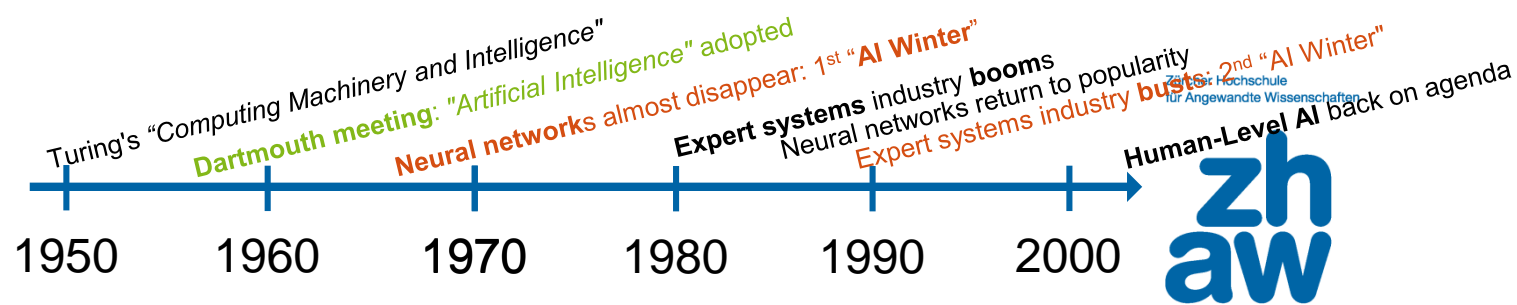 Turing's “Computing Machinery and Intelligence"
Dartmouth meeting: "Artificial Intelligence" adopted
Neural networks almost disappear: 1st “AI Winter”
Expert systems industry booms
Neural networks return to popularity
Expert systems industry busts: 2nd “AI Winter"
Human-Level AI back on agenda
Zürcher Hochschule
für Angewandte Wissenschaften
zh
aw
1950 1960 1970 1980 1990 2000